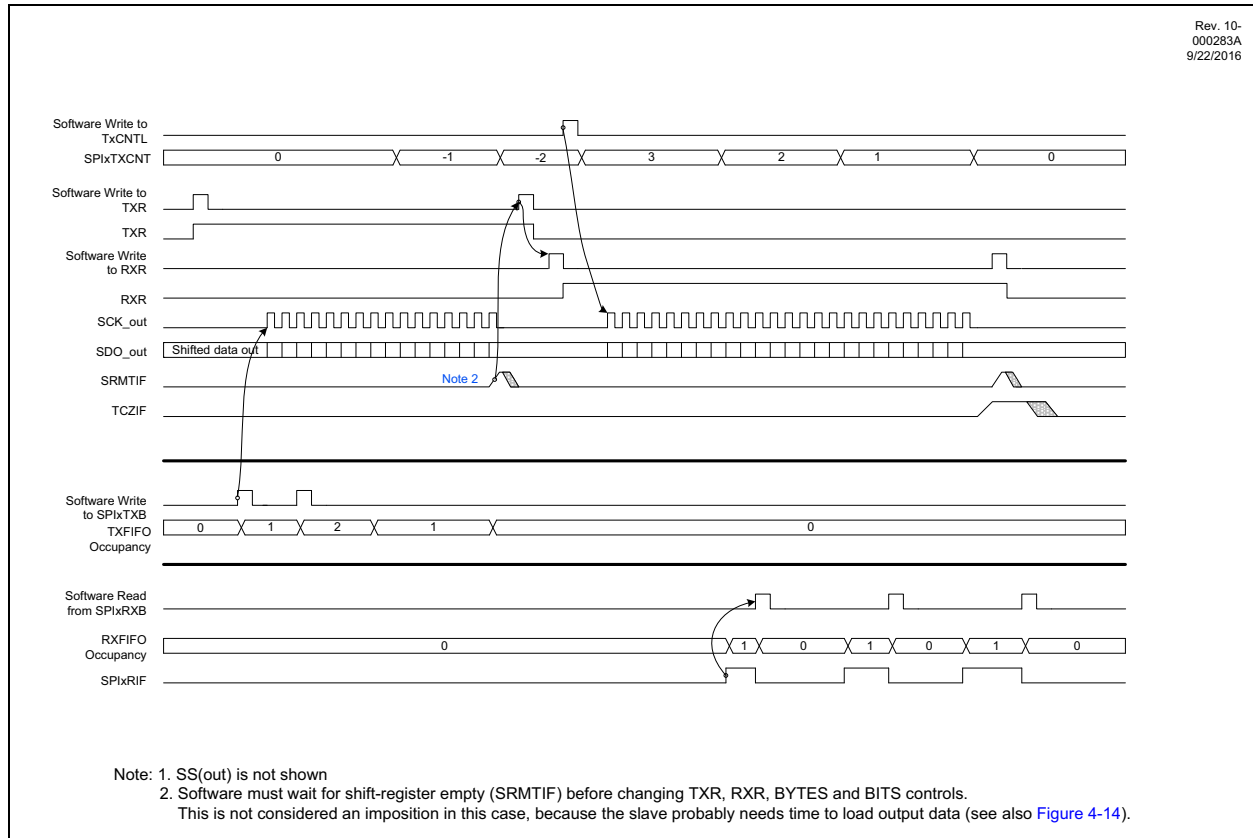 Rev. 10-
000283A
9/22/2016
Software Write to
TxCNTL
SPIxTXCNT
0 -1 -2 3 2 1 0
Software Write to
TXR
TXR
Software Write
to RXR
RXR
SCK_out
SDO_out
Shifted data out
SRMTIF
Note 2
TCZIF
Software Write
to SPIxTXB
TXFIFO
Occupancy
0 1 2 1 0
Software Read
from SPIxRXB
RXFIFO
Occupancy
0 1 0 1 0 1 0
SPIxRIF
Note: 1. SS(out) is not shown
2. Software must wait for shift-register empty (SRMTIF) before changing TXR, RXR, BYTES and BITS controls.
This is not considered an imposition in this case, because the slave probably needs time to load output data (see also Figure 4-14).